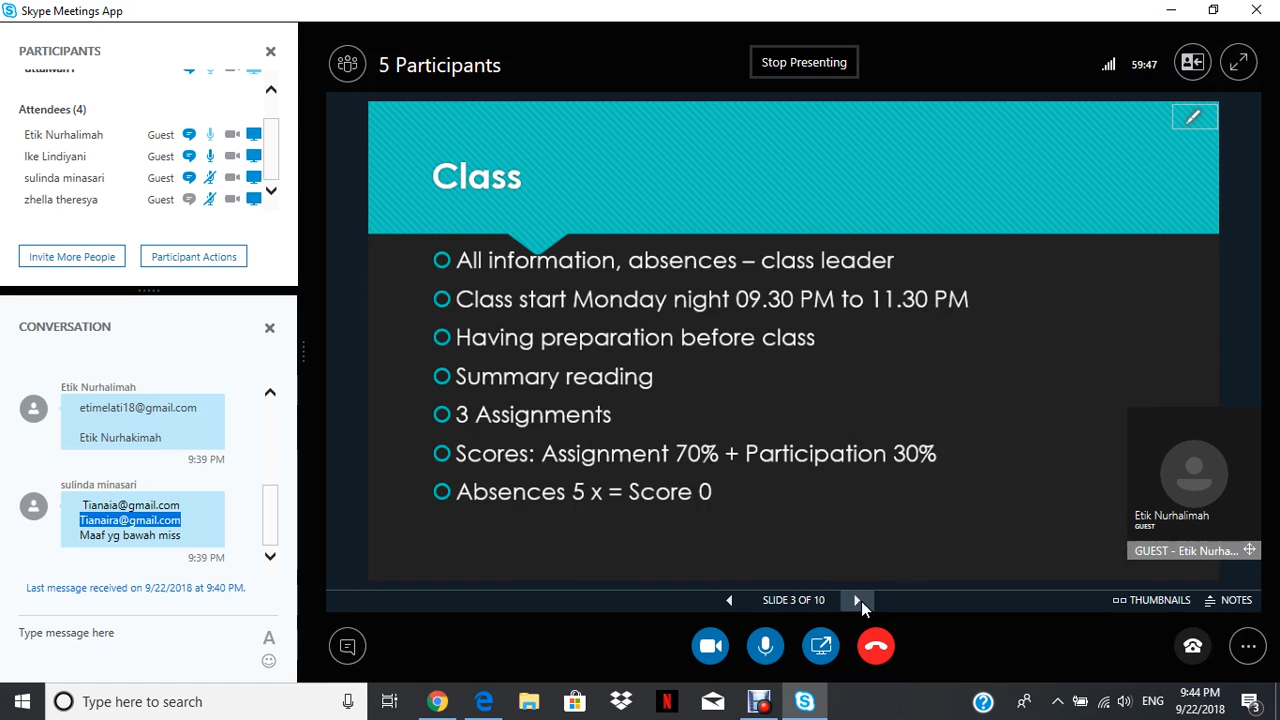 Skype Meetings App
PARTICIPANTS
Attendees (4)
Etik Nurhalimah Guest
Ike Lindiyani Guest
sulinda minasari Guest
zhella theresya Guest
Invite More People Participant Actions
CONVERSATION
Etik Nurhalimah
etimelati18@gmail.com
Etik Nurhakimah
9:39 PM
sulinda minasari
Tianaia@gmail.com
Tianaira@gmail.com
Maaf yg bawah miss
9:39 PM
Last message received on 9/22/2018 at 9:40 PM.
Type message here
A
5 Participants
Stop Presenting
59:47
Class
All information, absences – class leader
Class start Monday night 09.30 PM to 11.30 PM
Having preparation before class
Summary reading
3 Assignments
Scores: Assignment 70% + Participation 30%
Absences 5 x = Score 0
Etik Nurhalimah
GUEST
GUEST - Etik Nurha...
SLIDE 3 OF 10
THUMBNAILS
NOTES
Type here to search
ENG
9:44 PM
9/22/2018
3